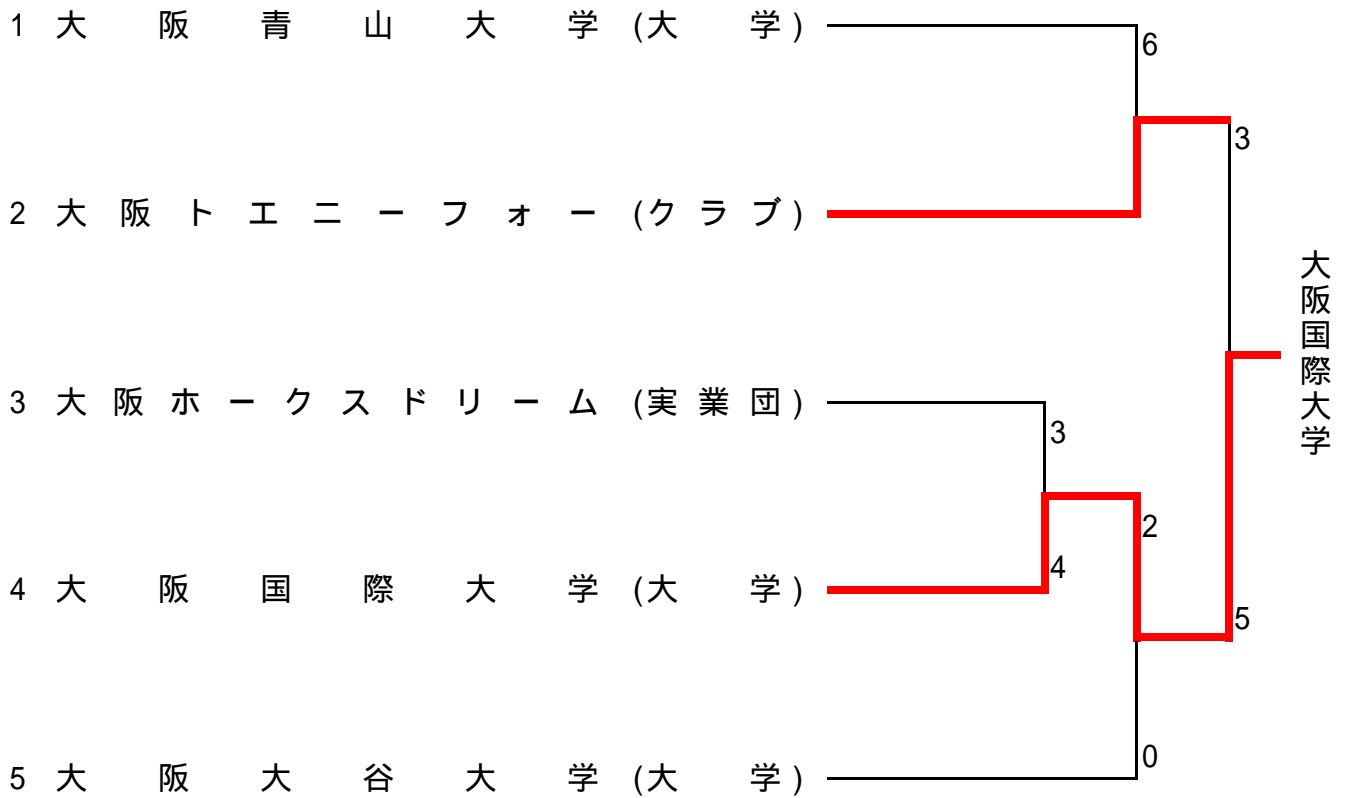 1 大阪青山大学 (大学)
6
3
2 大阪トエニーフォー (クラブ)
大阪国際大学
3 大阪ホークスドリーム (実業団)
3
2
4 大阪国際大学 (大学)
4
5
0
5 大阪大谷大学 (大学)